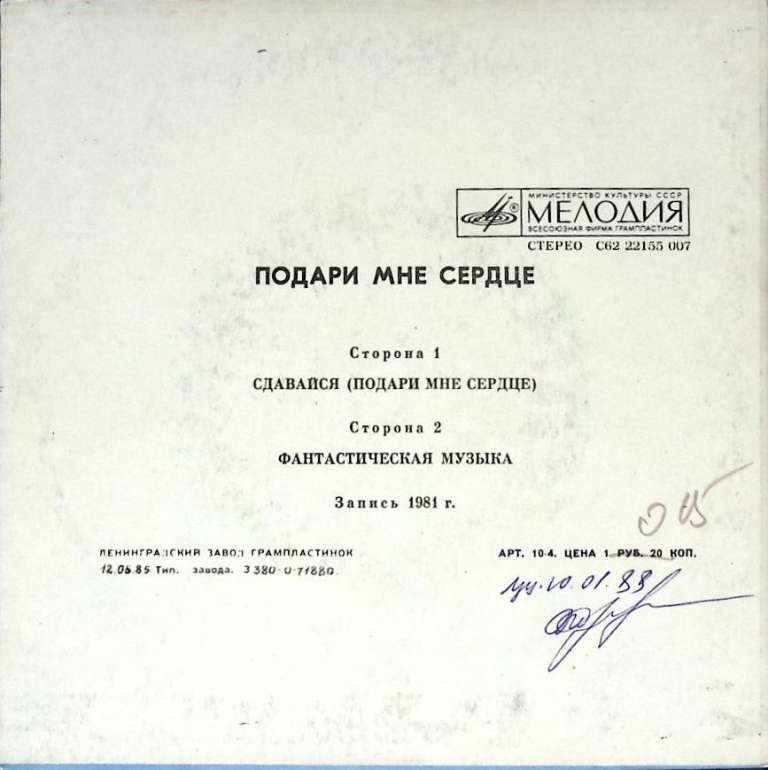 МИНИСТЕРСТВО КУЛЬТУРЫ СССР
МЕЛОДИЯ
ВСЕСОЮЗНАЯ ФИРМА ГРАМПЛАСТИНОК
СТЕРЕО С62 22155 007
ПОДАРИ МНЕ СЕРДЦЕ
Сторона 1
СДАВАЙСЯ (ПОДАРИ МНЕ СЕРДЦЕ)
Сторона 2
ФАНТАСТИЧЕСКАЯ МУЗЫКА
Запись 1981 г.
ЛЕНИНГРАДСКИЙ ЗАВОД ГРАМПЛАСТИНОК
АРТ. 10-4. ЦЕНА 1 РУБ. 20 КОП.
12.06.85 Тип. завода. З 380-0-71880.